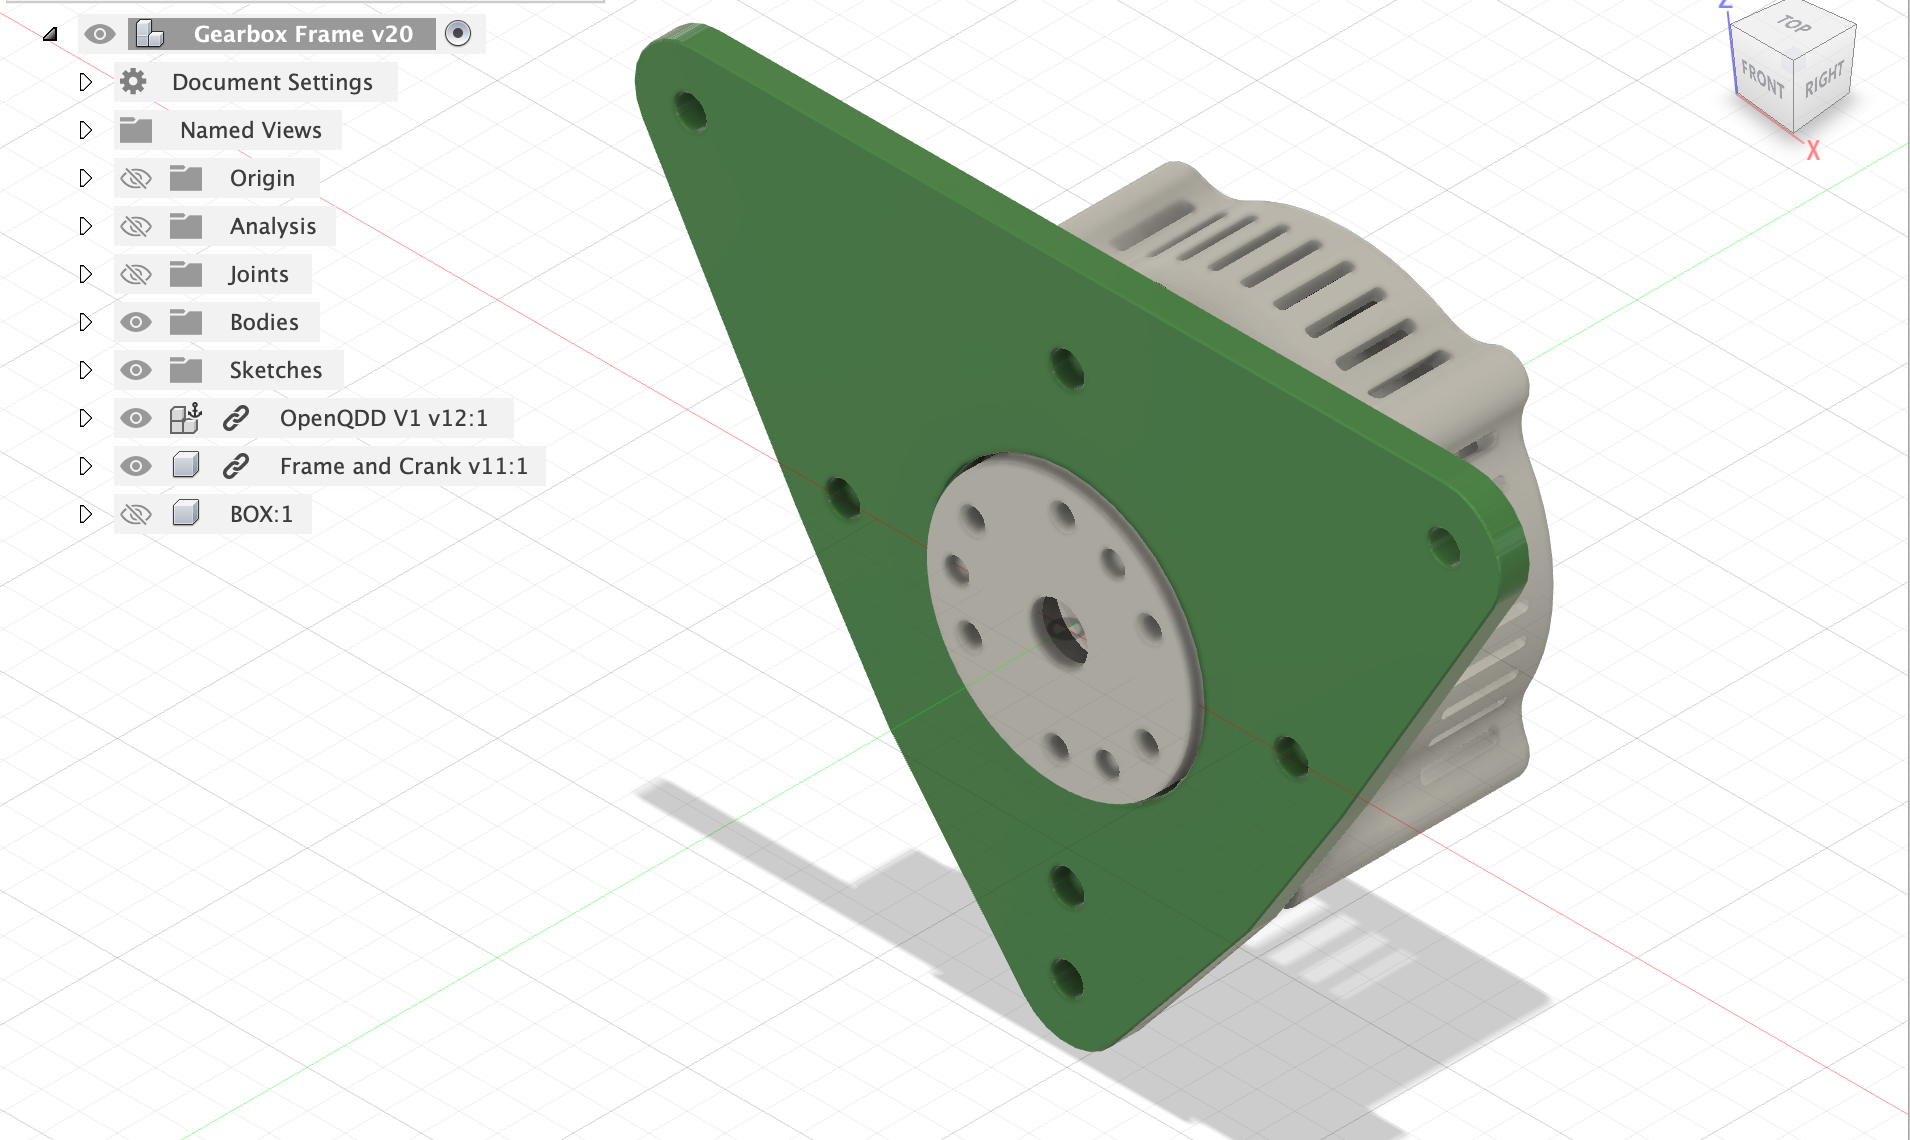 Gearbox Frame v20
Document Settings
Named Views
Origin
Analysis
Joints
Bodies
Sketches
OpenQDD V1 v12:1
Frame and Crank v11:1
BOX:1
Z
TOP
FRONT
RIGHT
X